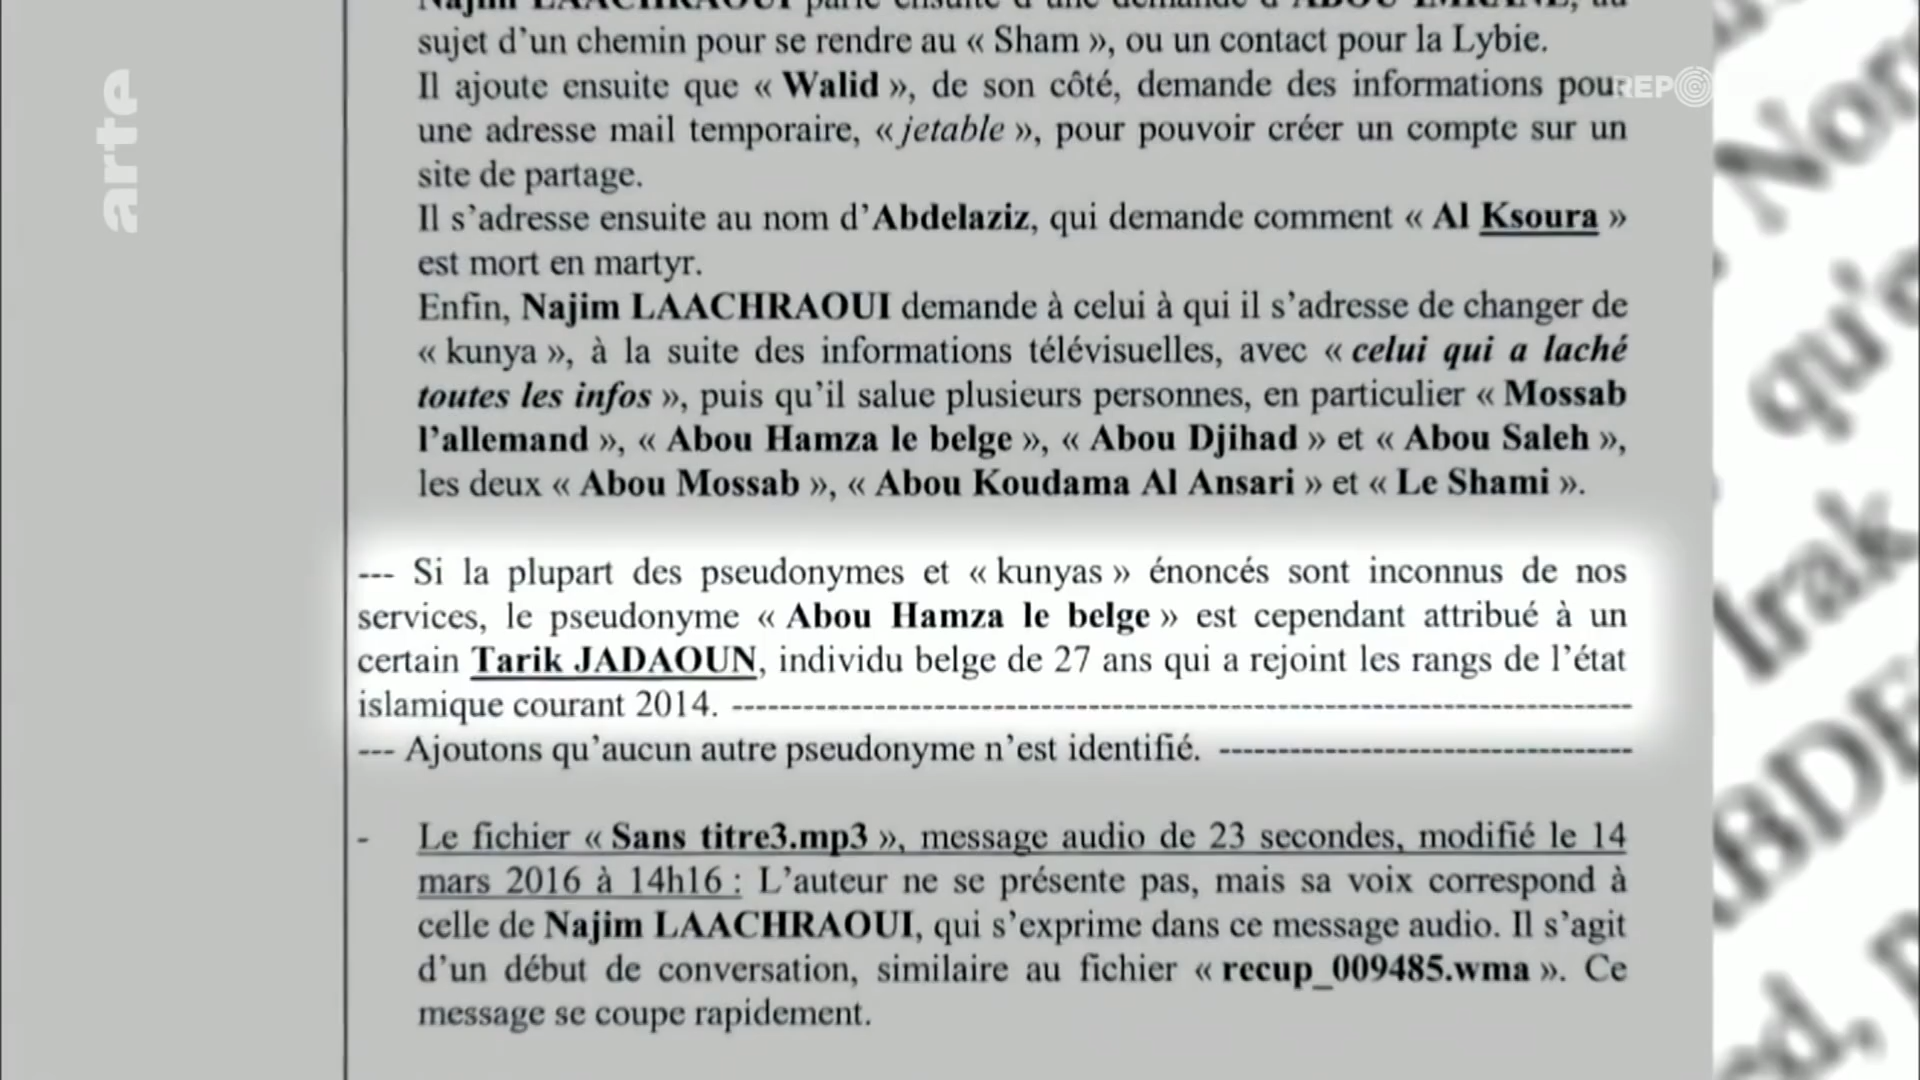 Najim LAACHRAOUI parle ensuite d'une demande d'ABOU IMRANE, au
sujet d'un chemin pour se rendre au « Sham », ou un contact pour la Lybie.
Il ajoute ensuite que « Walid », de son côté, demande des informations pour
une adresse mail temporaire, « jetable », pour pouvoir créer un compte sur un
site de partage.
Il s'adresse ensuite au nom d'Abdelaziz, qui demande comment « Al Ksoura »
est mort en martyr.
Enfin, Najim LAACHRAOUI demande à celui à qui il s'adresse de changer de
« kunya », à la suite des informations télévisuelles, avec « celui qui a laché
toutes les infos », puis qu'il salue plusieurs personnes, en particulier « Mossab
l'allemand », « Abou Hamza le belge », « Abou Djihad » et « Abou Saleh »,
les deux « Abou Mossab », « Abou Koudama Al Ansari » et « Le Shami ».
--- Si la plupart des pseudonymes et « kunyas » énoncés sont inconnus de nos
services, le pseudonyme « Abou Hamza le belge » est cependant attribué à un
certain Tarik JADAOUN, individu belge de 27 ans qui a rejoint les rangs de l'état
islamique courant 2014. ----------------------------------------------------------------------------
--- Ajoutons qu'aucun autre pseudonyme n'est identifié. -----------------------------------
- Le fichier « Sans titre3.mp3 », message audio de 23 secondes, modifié le 14
mars 2016 à 14h16 : L'auteur ne se présente pas, mais sa voix correspond à
celle de Najim LAACHRAOUI, qui s'exprime dans ce message audio. Il s'agit
d'un début de conversation, similaire au fichier « recup_009485.wma ». Ce
message se coupe rapidement.
arte
REPO
Irak